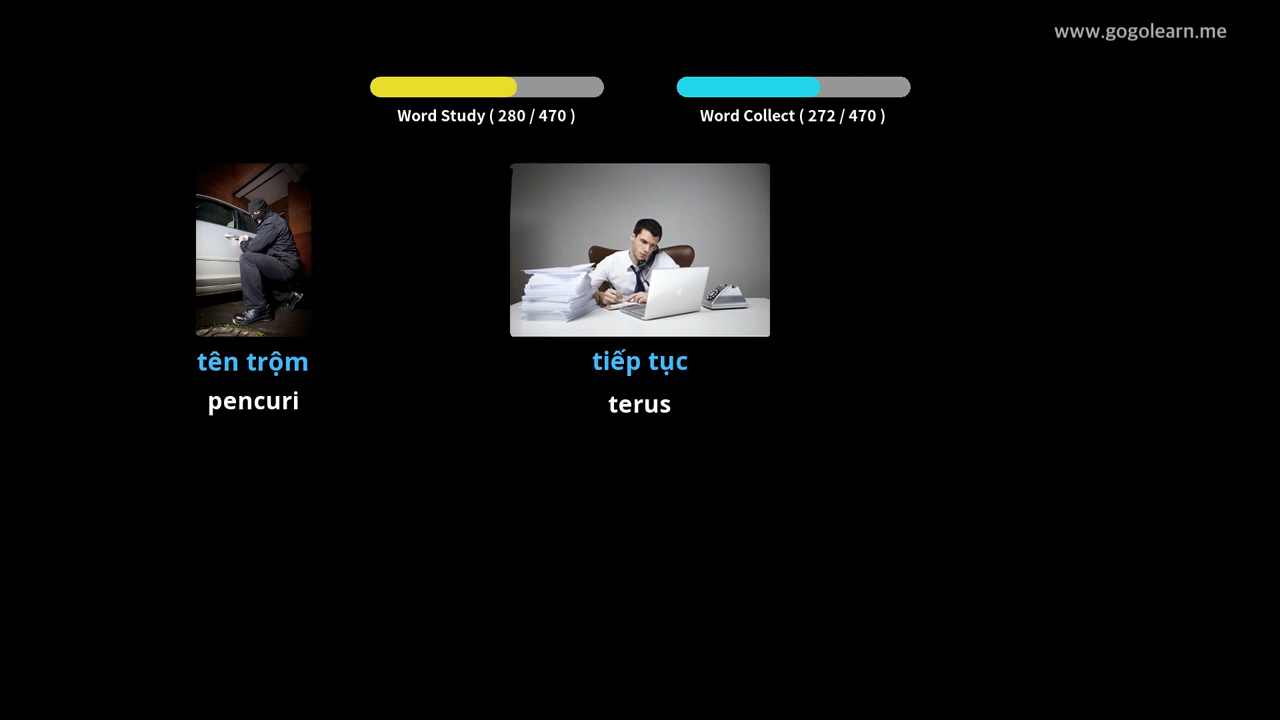 www.gogolearn.me
Word Study ( 280 / 470 )
Word Collect ( 272 / 470 )
tên trộm
pencuri
tiếp tục
terus